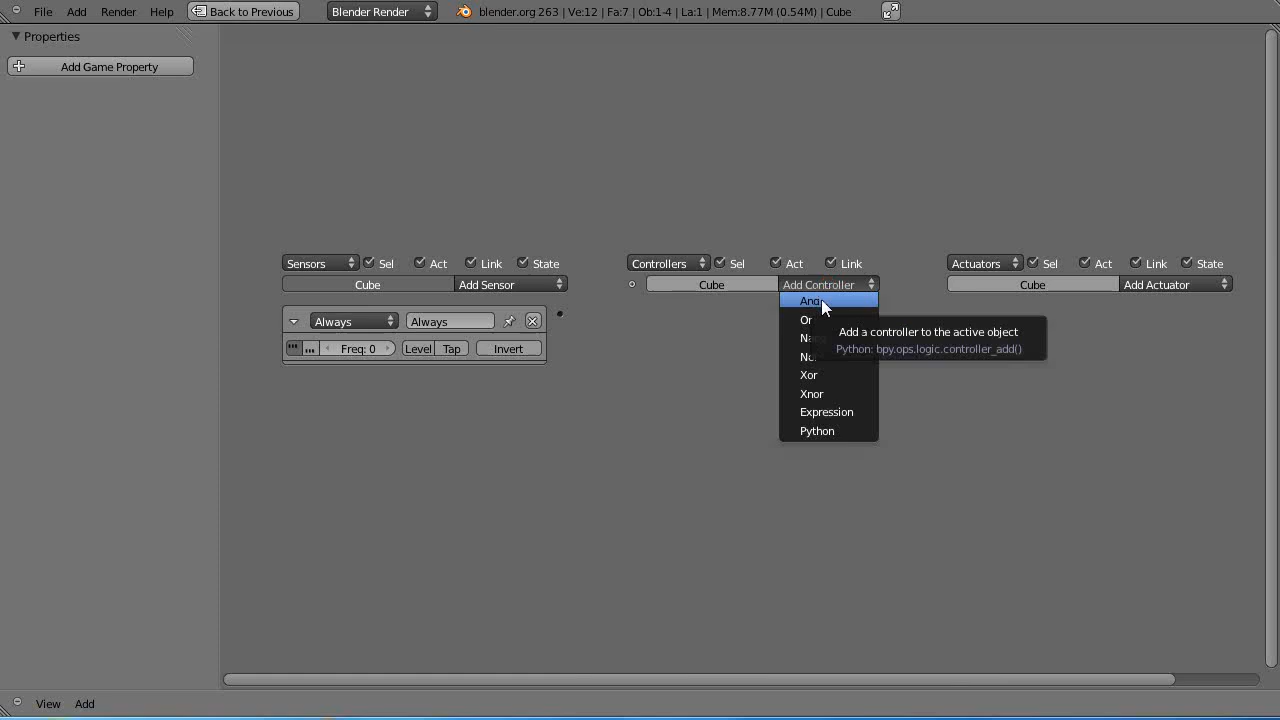 File Add Render Help Back to Previous Blender Render blender.org 263 | Ve:12 | Fa:7 | Ob:1-4 | La:1 | Mem:8.77M (0.54M) | Cube
Properties
Add Game Property
Sensors Sel Act Link State Controllers Sel Act Link Actuators Sel Act Link State
Cube Add Sensor Cube Add Controller Cube Add Actuator
Always Always
Freq: 0 Level Tap Invert
Or
Add a controller to the active object
Python: bpy.ops.logic.controller_add()
Xor
Xnor
Expression
Python
View Add